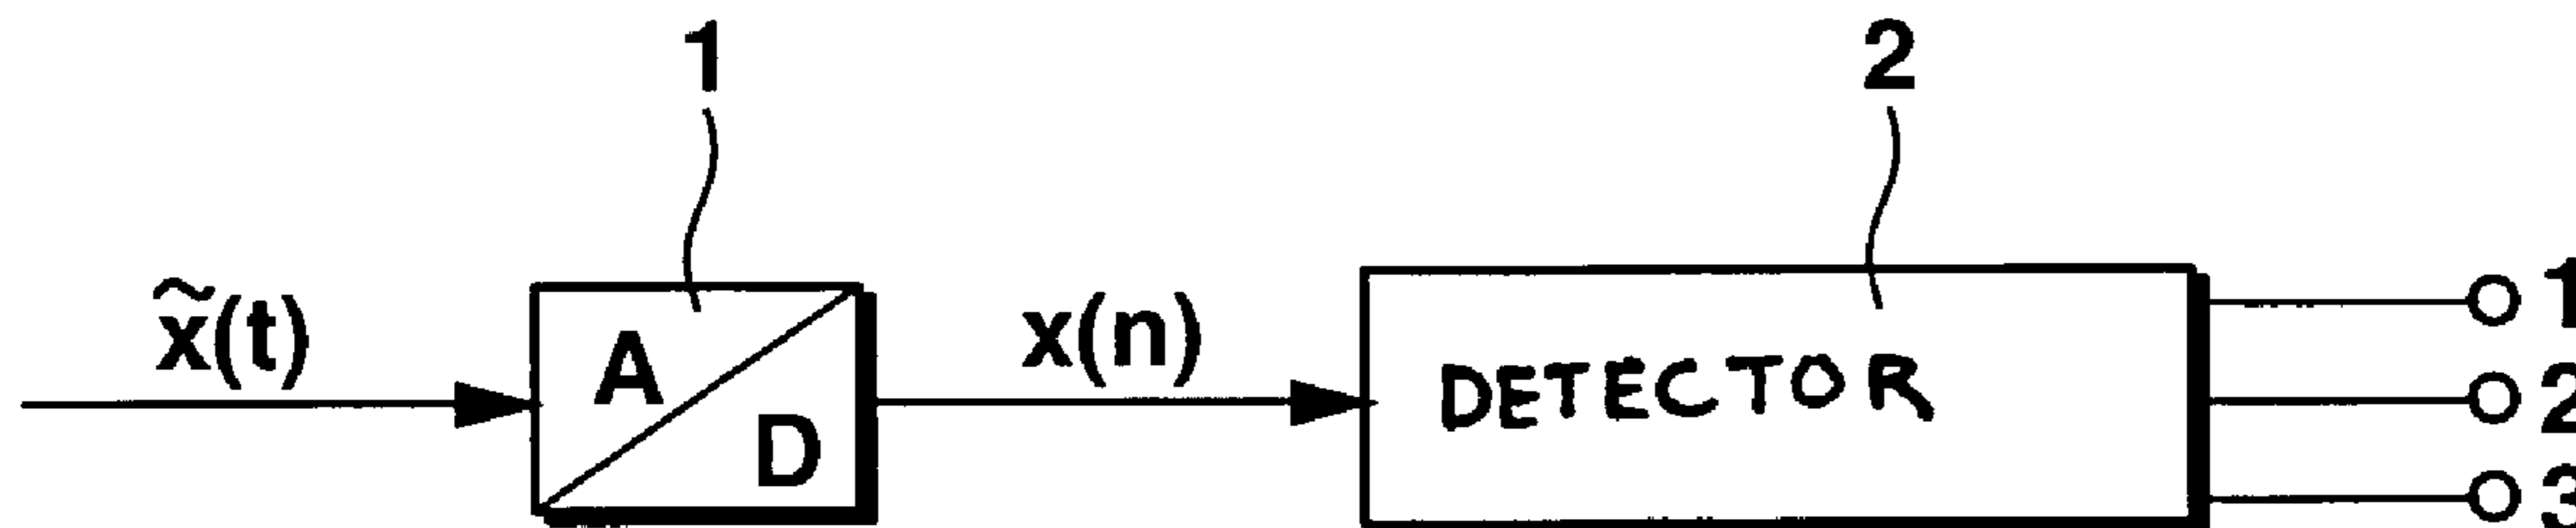 1 2
x̃(t) A D x(n) DETECTOR 1
2
3